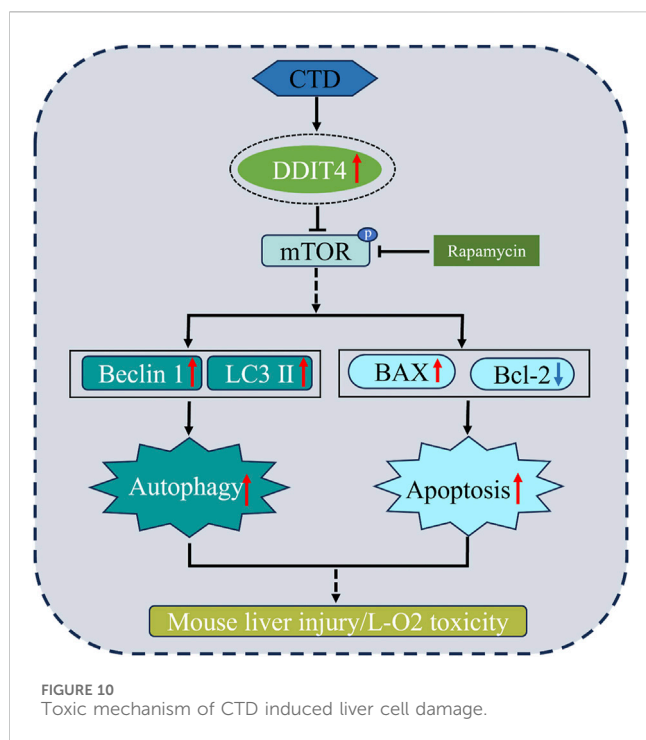 CTD
DDIT4
P
mTOR
Rapamycin
Beclin 1 LC3 II BAX Bcl-2
Autophagy Apoptosis
Mouse liver injury/L-O2 toxicity
FIGURE 10
Toxic mechanism of CTD induced liver cell damage.